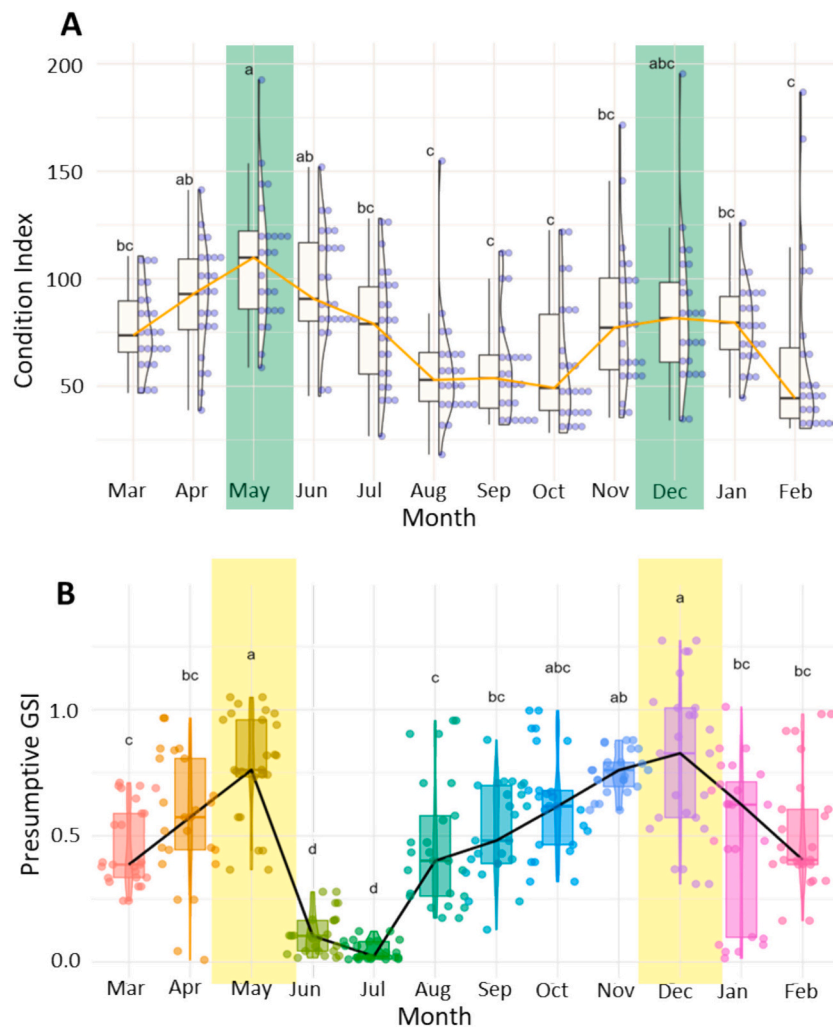 A
200
150
100
50
Condition Index
bc ab a ab bc c c c bc abc bc c
Mar Apr May Jun Jul Aug Sep Oct Nov Dec Jan Feb
Month
B
1.0
0.5
0.0
Presumptive GSI
c bc a d d c bc abc ab a bc bc
Mar Apr May Jun Jul Aug Sep Oct Nov Dec Jan Feb
Month